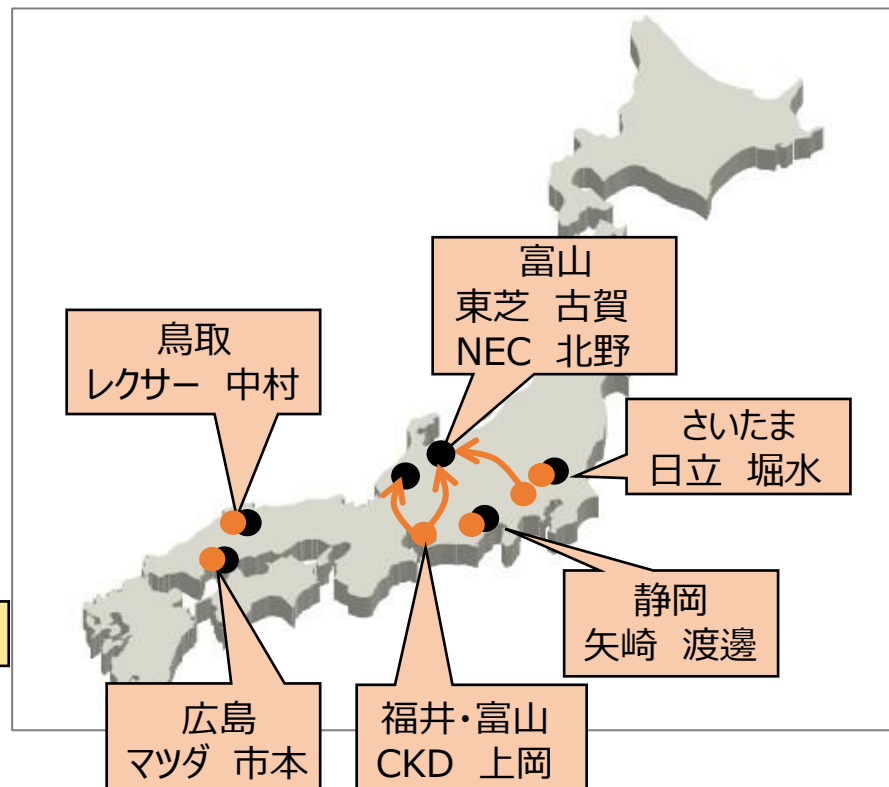 富山
東芝　古賀
NEC　北野
鳥取
レクサー　中村
さいたま
日立　堀水
静岡
矢崎　渡邊
広島
マツダ　市本
福井・富山
CKD　上岡